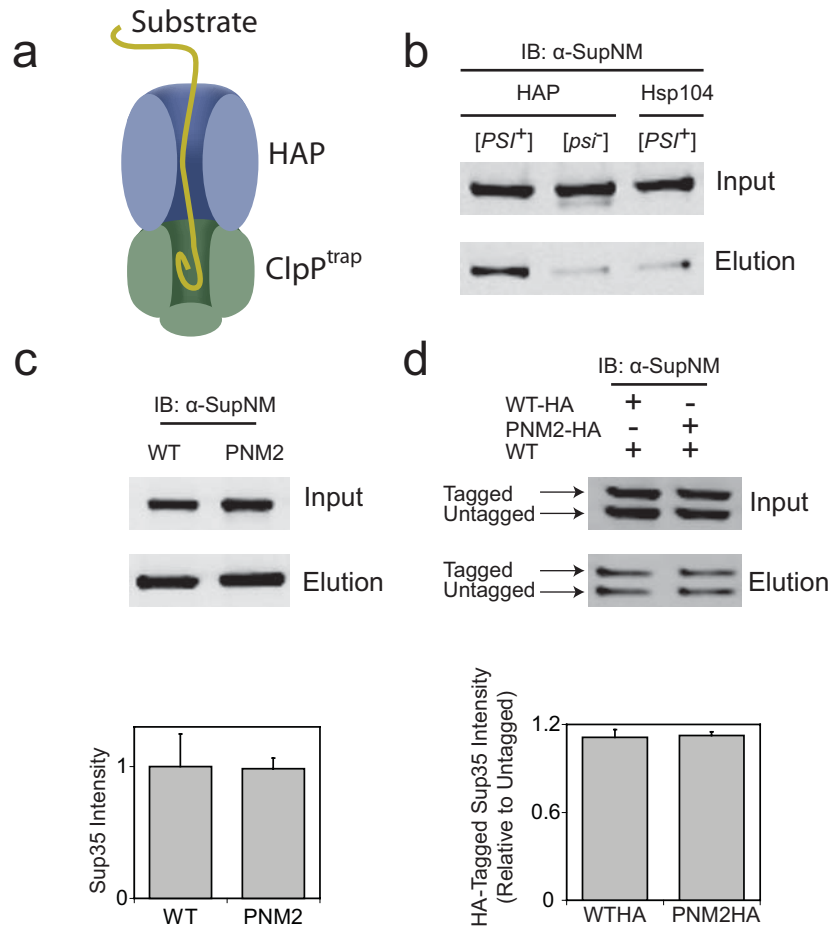 a
Substrate
HAP
ClpP^trap
b
IB: α-SupNM
HAP Hsp104
[PSI⁺] [psi⁻] [PSI⁺]
Input
Elution
c
IB: α-SupNM
WT PNM2
Input
Elution
Sup35 Intensity
1
0
WT PNM2
d
IB: α-SupNM
WT-HA + -
PNM2-HA - +
WT + +
Tagged
Untagged
Input
Tagged
Untagged
Elution
HA-Tagged Sup35 Intensity
(Relative to Untagged)
1.2
0.6
0
WTHA PNM2HA